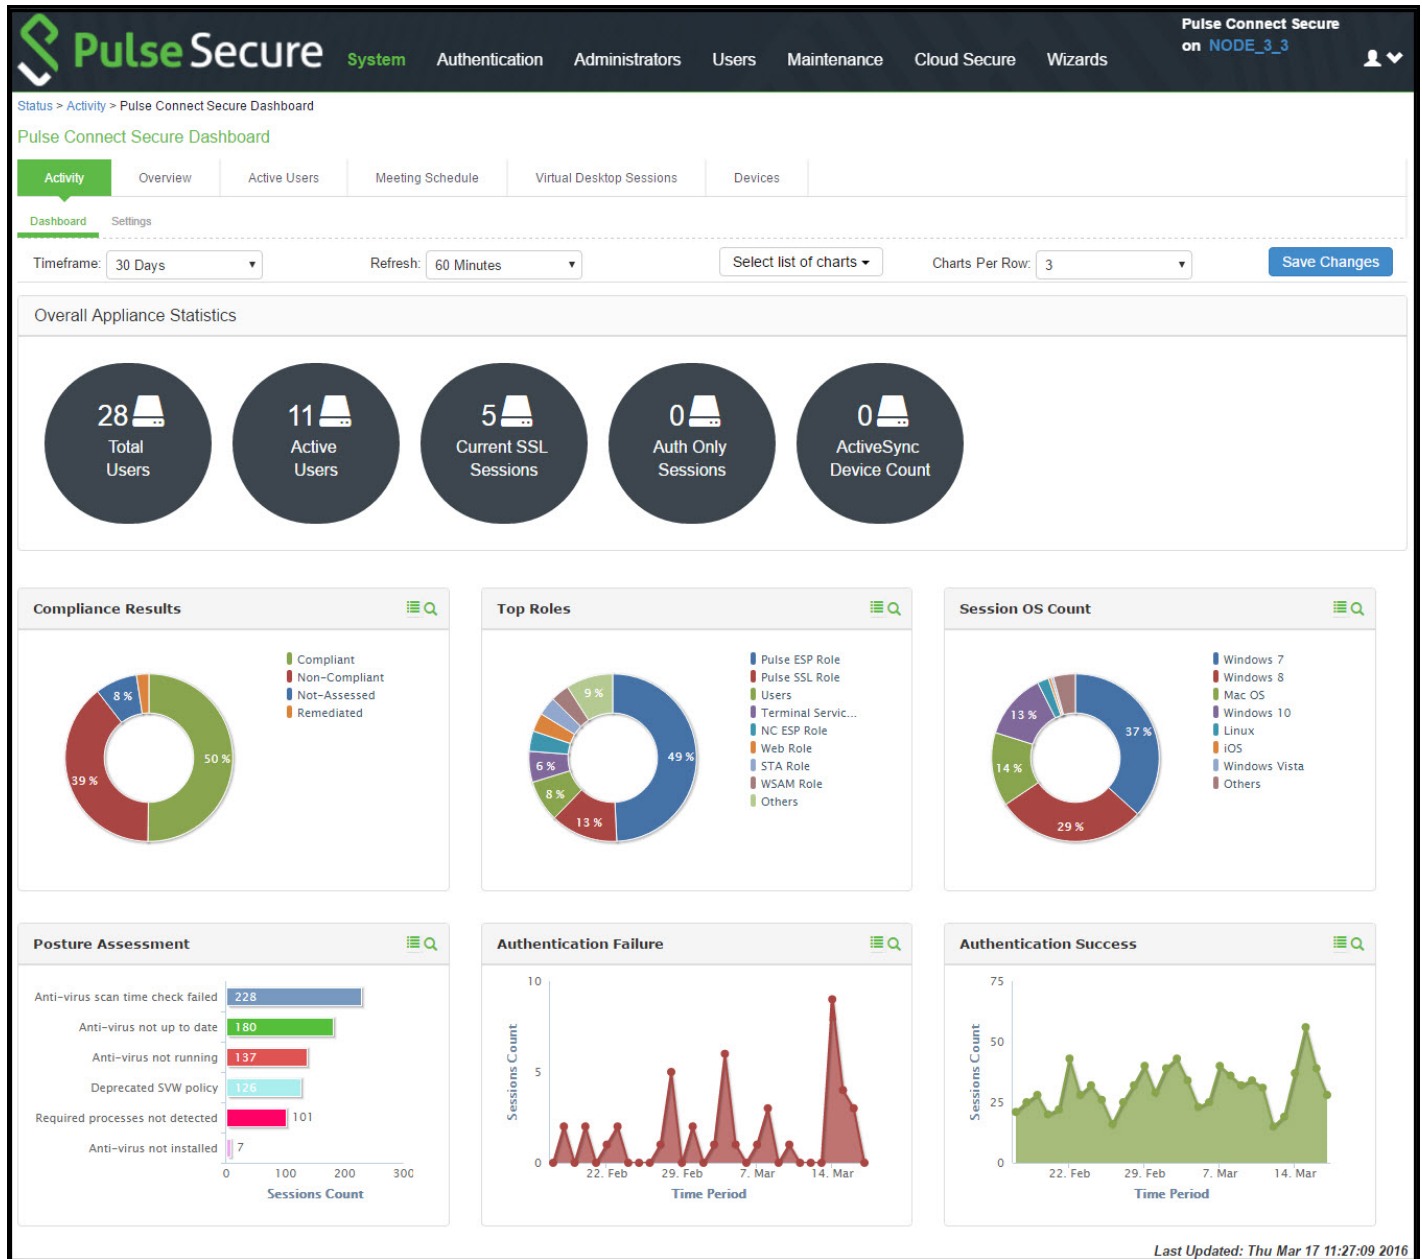 Pulse Secure System Authentication Administrators Users Maintenance Cloud Secure Wizards
Pulse Connect Secure
on NODE_3_3
Status > Activity > Pulse Connect Secure Dashboard
Pulse Connect Secure Dashboard
Activity Overview Active Users Meeting Schedule Virtual Desktop Sessions Devices
Dashboard Settings
Timeframe: 30 Days Refresh: 60 Minutes Select list of charts Charts Per Row: 3 Save Changes
Overall Appliance Statistics
28
Total
Users
11
Active
Users
5
Current SSL
Sessions
0
Auth Only
Sessions
0
ActiveSync
Device Count
Compliance Results
Compliant
Non-Compliant
Not-Assessed
Remediated
8 %
50 %
39 %
Top Roles
Pulse ESP Role
Pulse SSL Role
Users
Terminal Servic...
NC ESP Role
Web Role
STA Role
WSAM Role
Others
9 %
49 %
6 %
8 %
13 %
Session OS Count
Windows 7
Windows 8
Mac OS
Windows 10
Linux
iOS
Windows Vista
Others
13 %
37 %
14 %
29 %
Posture Assessment
Anti-virus scan time check failed 228
Anti-virus not up to date 180
Anti-virus not running 137
Deprecated SVW policy 126
Required processes not detected 101
Anti-virus not installed 7
0 100 200 300
Sessions Count
Authentication Failure
10
5
0
Sessions Count
22. Feb 29. Feb 7. Mar 14. Mar
Time Period
Authentication Success
75
50
25
0
Sessions Count
22. Feb 29. Feb 7. Mar 14. Mar
Time Period
Last Updated: Thu Mar 17 11:27:09 2016